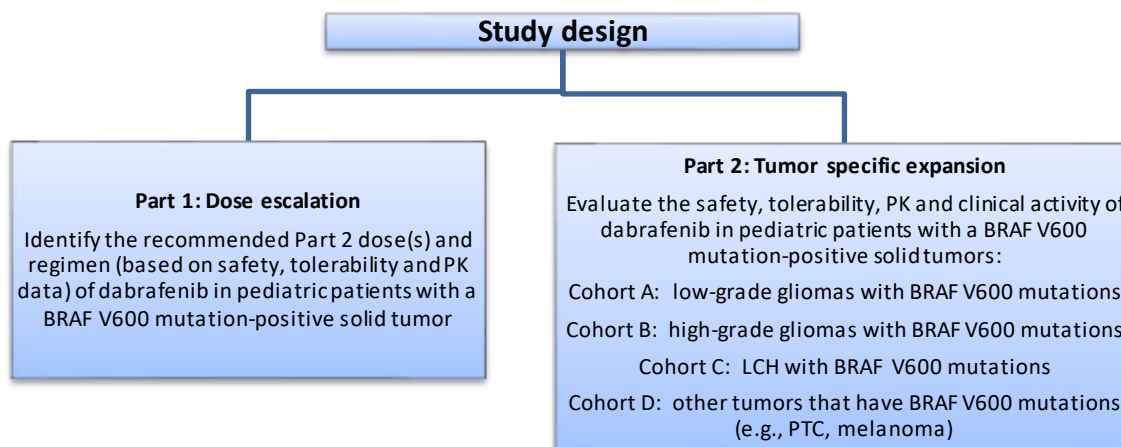 Study design
Part 1: Dose escalation
Identify the recommended Part 2 dose(s) and
regimen (based on safety, tolerability and PK
data) of dabrafenib in pediatric patients with a
BRAF V600 mutation-positive solid tumor
Part 2: Tumor specific expansion
Evaluate the safety, tolerability, PK and clinical activity of
dabrafenib in pediatric patients with a BRAF V600
mutation-positive solid tumors:
Cohort A: low-grade gliomas with BRAF V600 mutations
Cohort B: high-grade gliomas with BRAF V600 mutations
Cohort C: LCH with BRAF V600 mutations
Cohort D: other tumors that have BRAF V600 mutations
(e.g., PTC, melanoma)